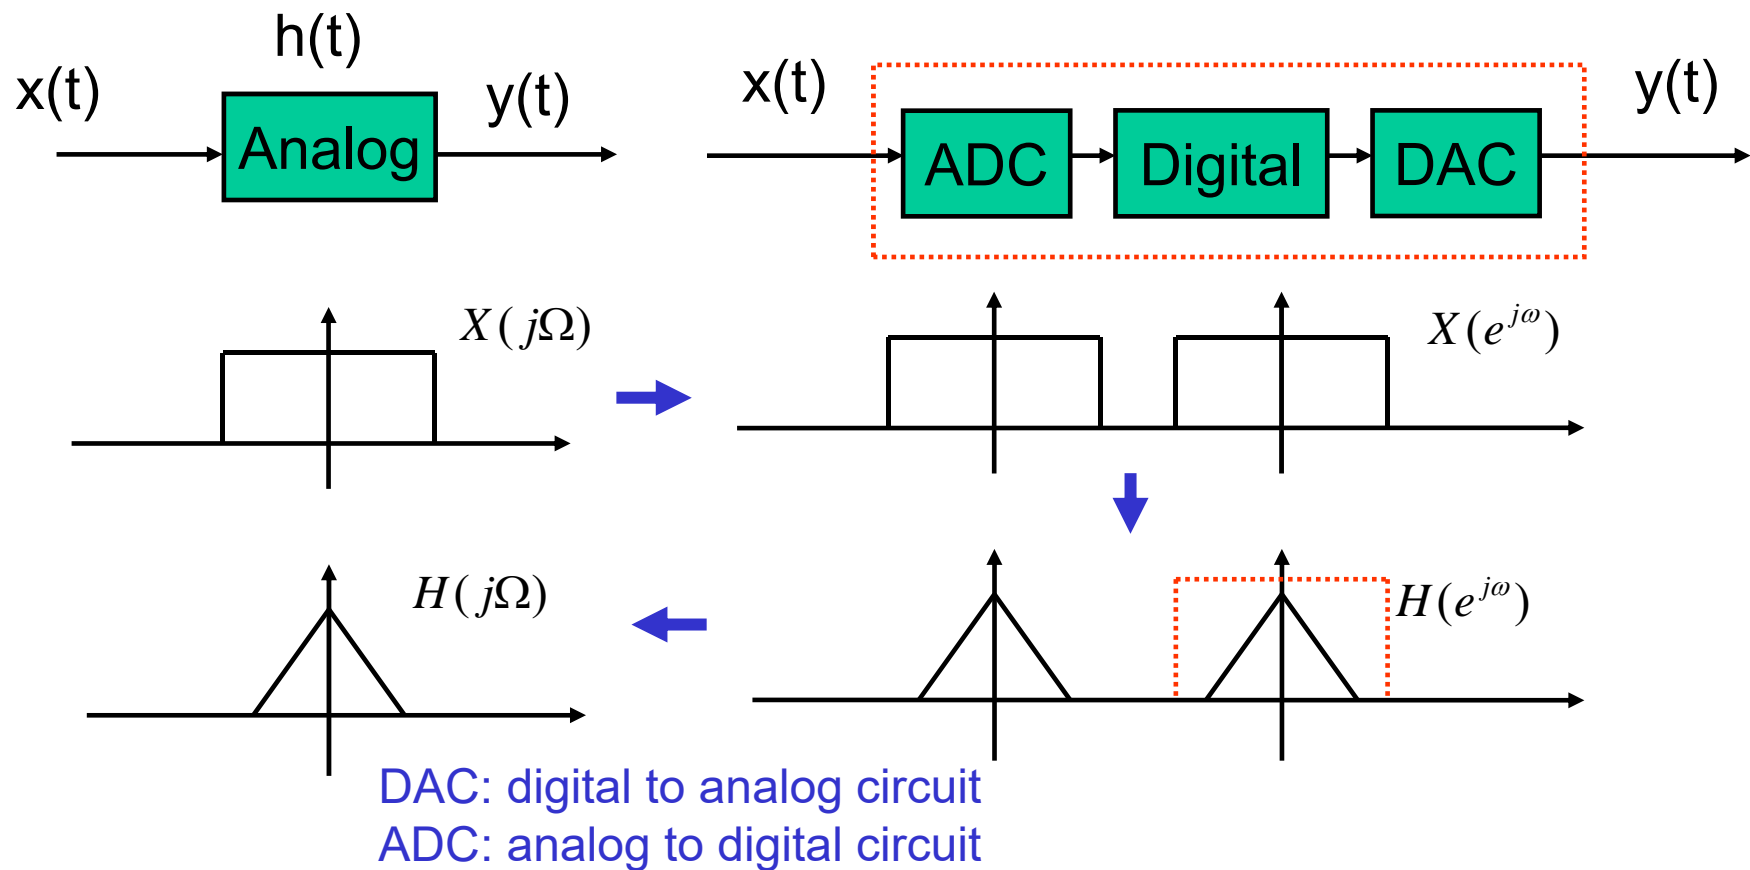 h(t)
x(t)
Analog
y(t)
x(t)
ADC
Digital
DAC
y(t)
X(jΩ)
X(e^{jω})
H(jΩ)
H(e^{jω})
DAC: digital to analog circuit
ADC: analog to digital circuit